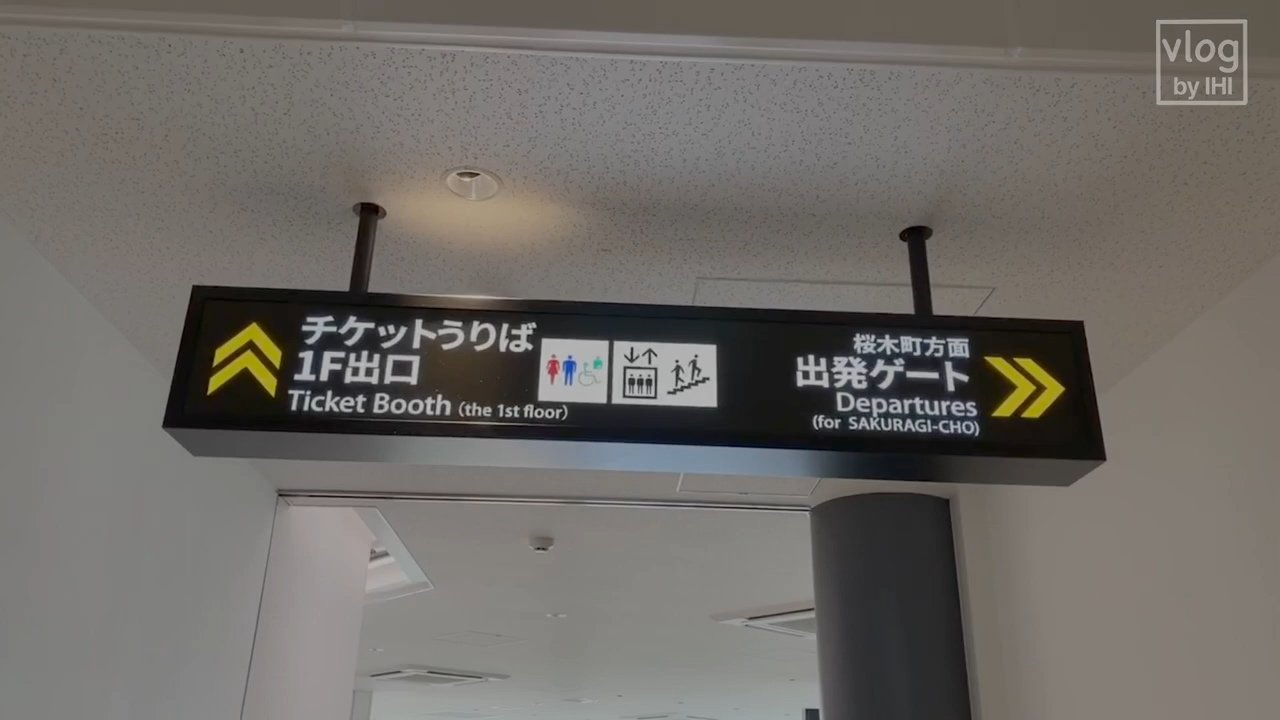 vlog
by IHI
チケットうりば
1F出口
Ticket Booth (the 1st floor)
桜木町方面
出発ゲート
Departures
(for SAKURAGI-CHO)